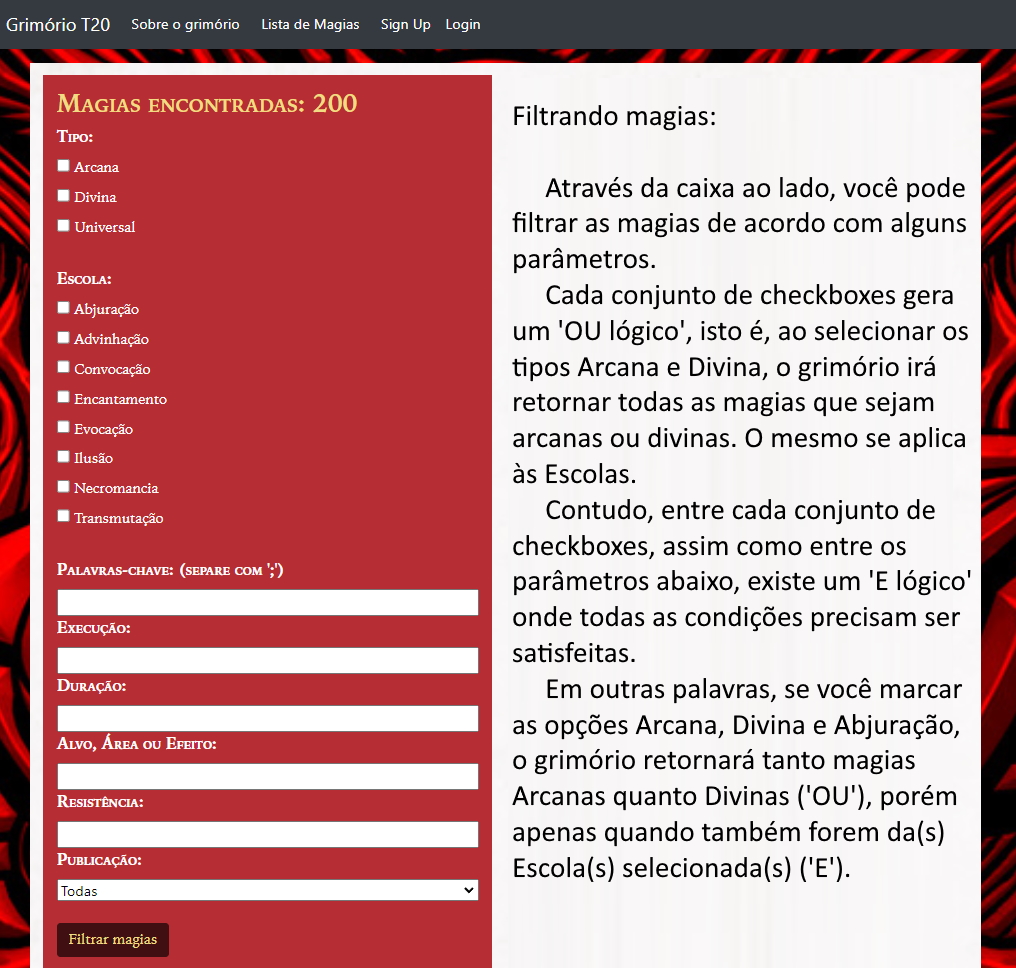 Grimório T20 Sobre o grimório Lista de Magias Sign Up Login
Magias encontradas: 200
Tipo:
Arcana
Divina
Universal
Escola:
Abjuração
Advinhação
Convocação
Encantamento
Evocação
Ilusão
Necromancia
Transmutação
Palavras-chave: (separe com ';')
Execução:
Duração:
Alvo, Área ou Efeito:
Resistência:
Publicação:
Todas
Filtrar magias
Filtrando magias:
Através da caixa ao lado, você pode
filtrar as magias de acordo com alguns
parâmetros.
Cada conjunto de checkboxes gera
um 'OU lógico', isto é, ao selecionar os
tipos Arcana e Divina, o grimório irá
retornar todas as magias que sejam
arcanas ou divinas. O mesmo se aplica
às Escolas.
Contudo, entre cada conjunto de
checkboxes, assim como entre os
parâmetros abaixo, existe um 'E lógico'
onde todas as condições precisam ser
satisfeitas.
Em outras palavras, se você marcar
as opções Arcana, Divina e Abjuração,
o grimório retornará tanto magias
Arcanas quanto Divinas ('OU'), porém
apenas quando também forem da(s)
Escola(s) selecionada(s) ('E').